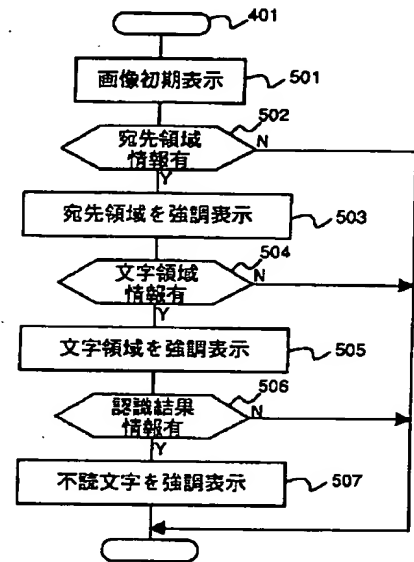 401
画像初期表示
501
502
宛先領域
情報有
N
Y
宛先領域を強調表示
503
504
文字領域
情報有
N
Y
文字領域を強調表示
505
506
認識結果
情報有
N
Y
不読文字を強調表示
507